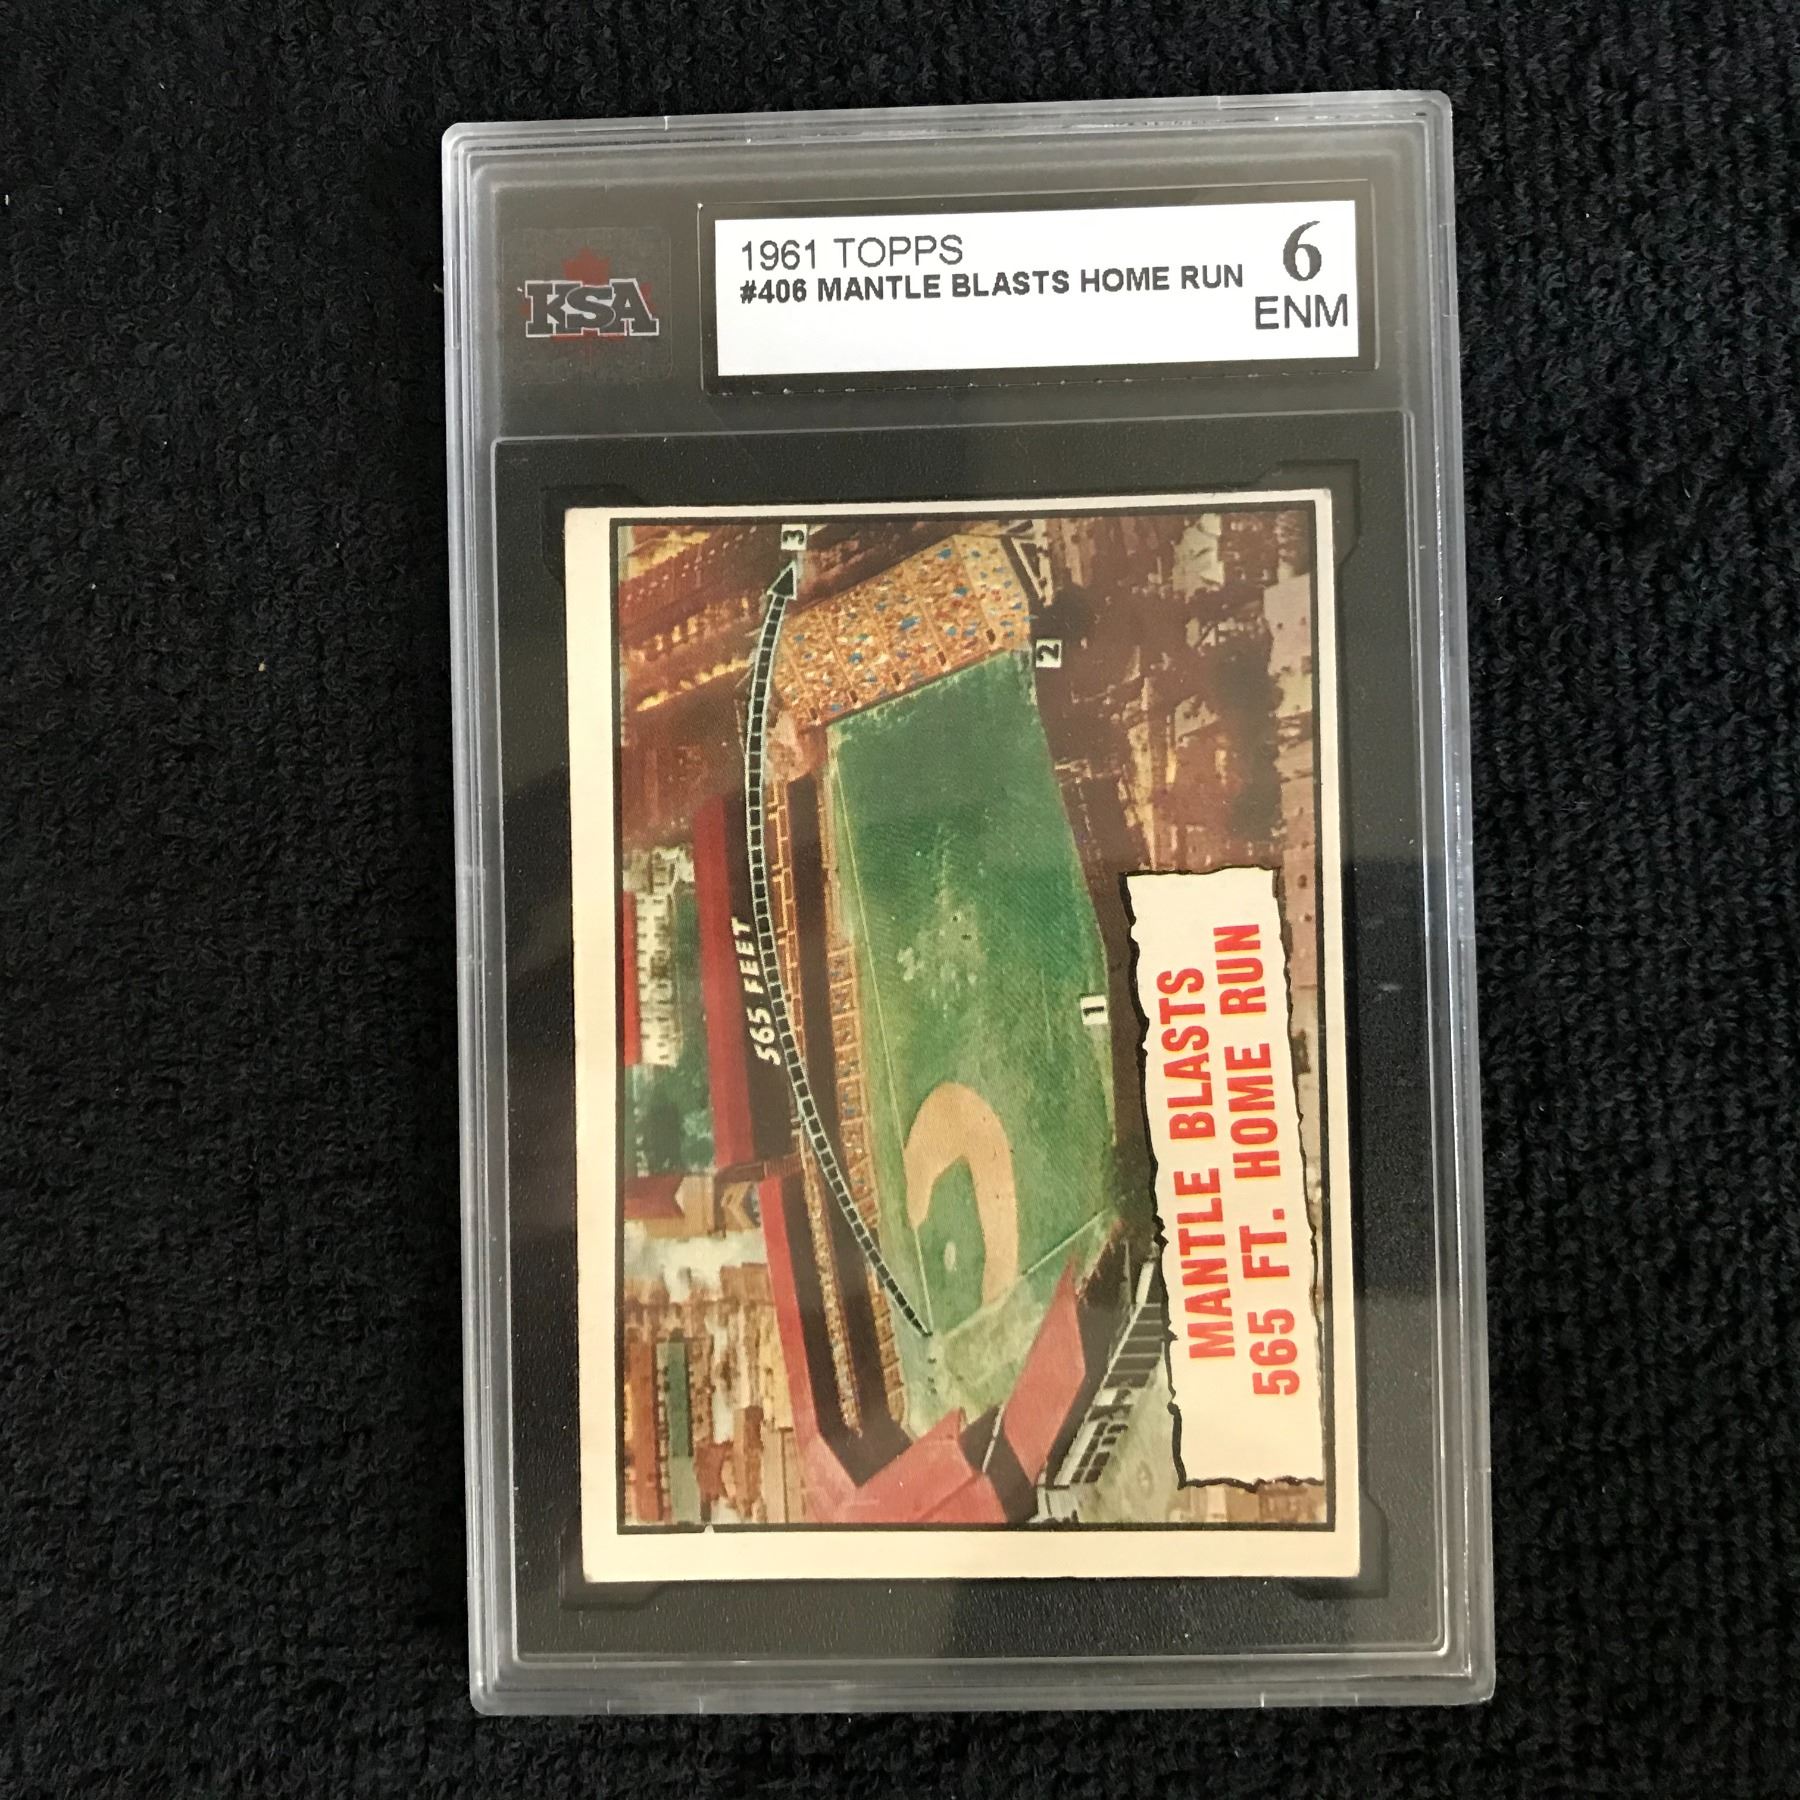 KSA
1961 TOPPS
#406 MANTLE BLASTS HOME RUN
6
ENM
565 FEET
1
2
3
MANTLE BLASTS
565 FT. HOME RUN